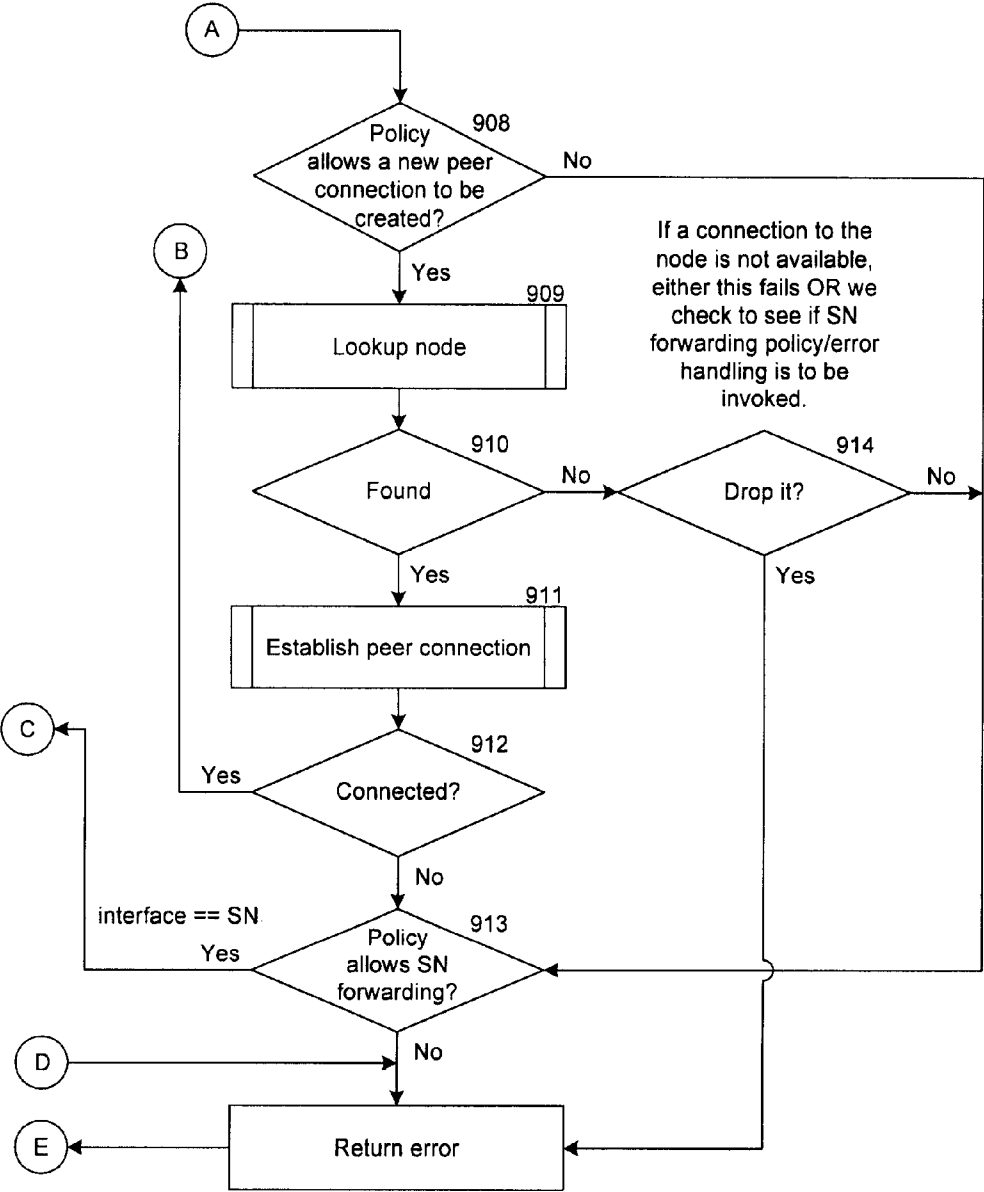 A
908
Policy
allows a new peer
connection to be
created?
No
B
Yes
If a connection to the
node is not available,
either this fails OR we
check to see if SN
forwarding policy/error
handling is to be
invoked.
909
Lookup node
910
914
Found
No
Drop it?
No
Yes
Yes
911
Establish peer connection
C
912
Yes
Connected?
No
interface == SN
913
Yes
Policy
allows SN
forwarding?
D
No
E
Return error